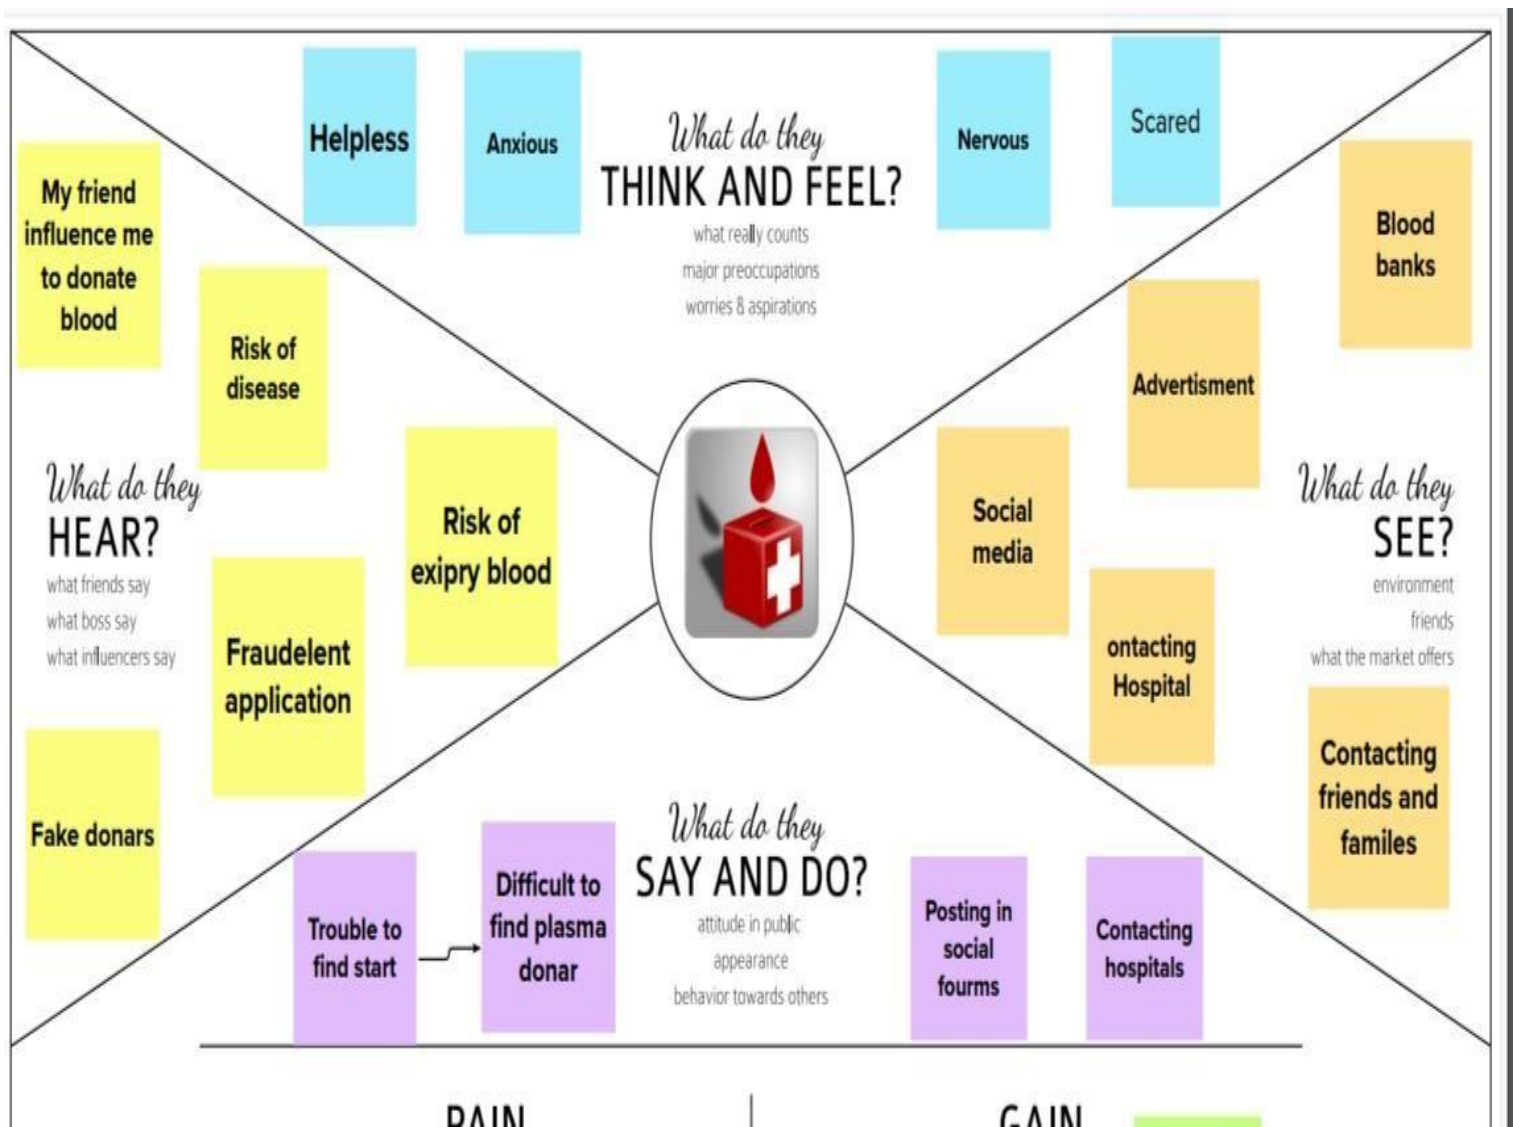 Helpless
Anxious
What do they
THINK AND FEEL?
what really counts
major preoccupations
worries & aspirations
Nervous
Scared
My friend
influence me
to donate
blood
Risk of
disease
What do they
HEAR?
what friends say
what boss say
what influencers say
Risk of
exipry blood
Fraudelent
application
Fake donars
Blood
banks
Advertisment
Social
media
What do they
SEE?
environment
friends
what the market offers
ontacting
Hospital
Contacting
friends and
familes
What do they
SAY AND DO?
attitude in public
appearance
behavior towards others
Trouble to
find start
Difficult to
find plasma
donar
Posting in
social
fourms
Contacting
hospitals
PAIN
GAIN